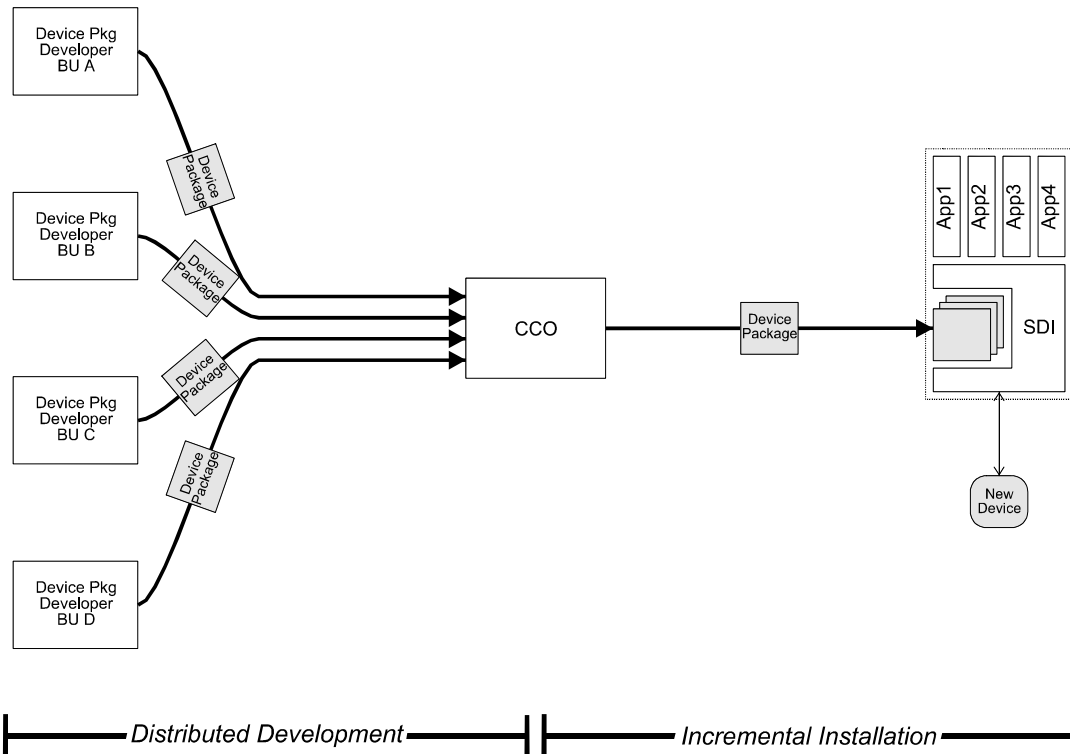 Device Pkg
Developer
BU A
Device
Package
Device Pkg
Developer
BU B
Device
Package
Device Pkg
Developer
BU C
Device
Package
Device Pkg
Developer
BU D
Device
Package
CCO
Device
Package
App1
App2
App3
App4
SDI
New
Device
Distributed Development
Incremental Installation